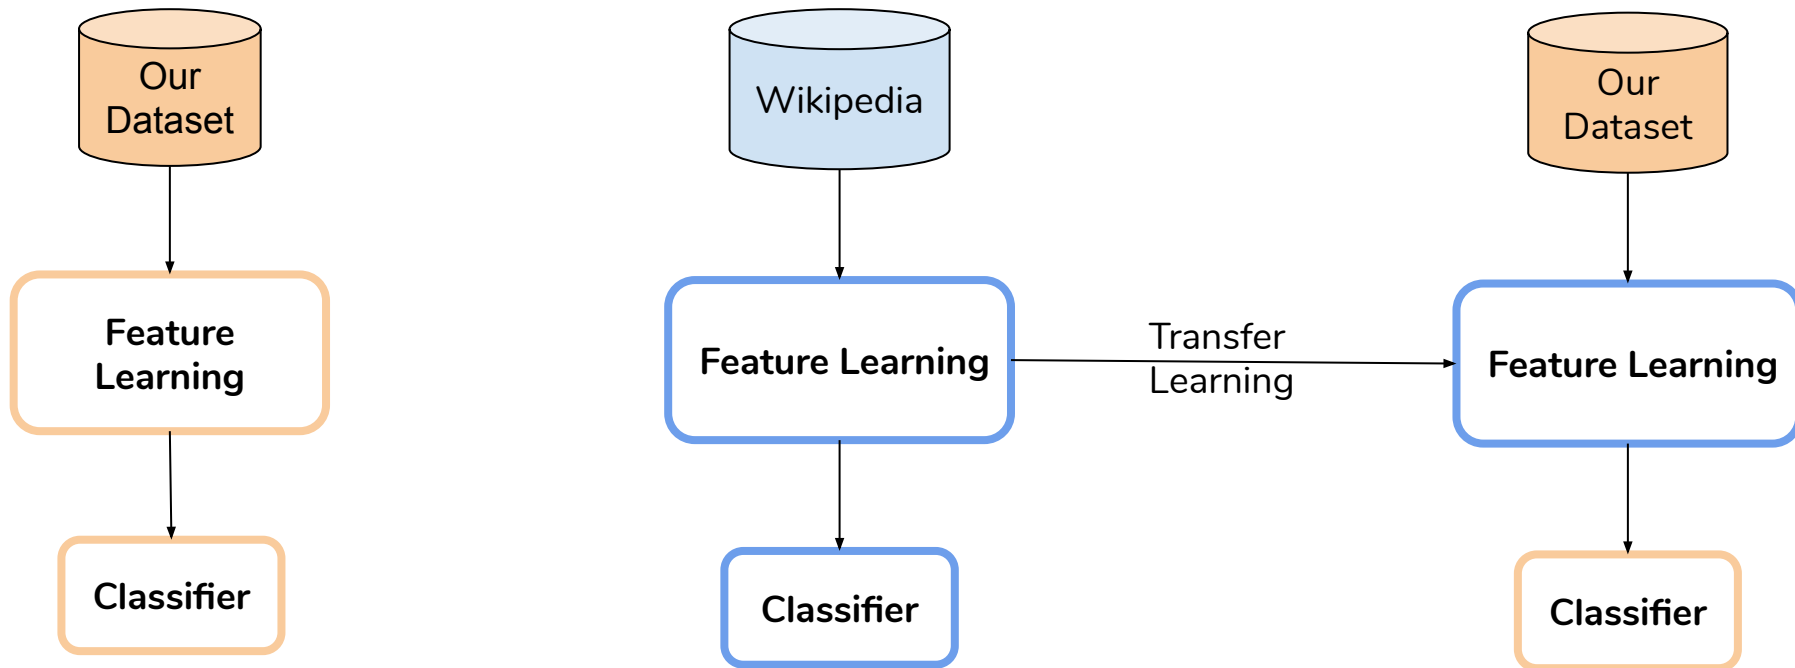 Our
Dataset
Feature
Learning
Classifier
Wikipedia
Feature Learning
Classifier
Transfer
Learning
Our
Dataset
Feature Learning
Classifier